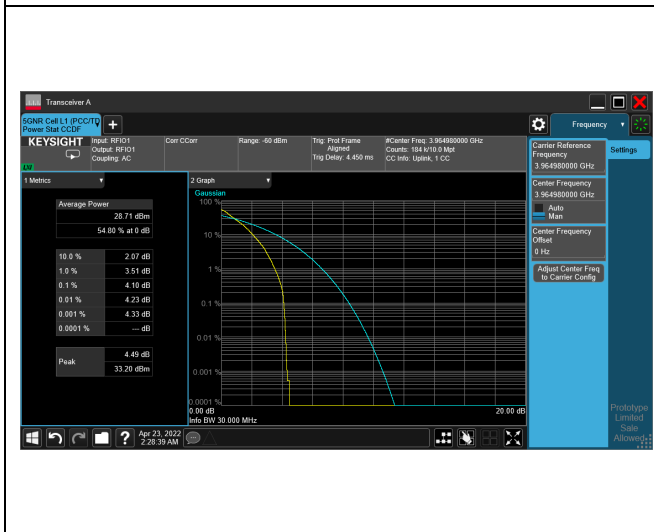 Transceiver A
5GNR Cell L1 (PCC/TD
Power Stat CCDF
Frequency
KEYSIGHT
Input: RFIO1
Output: RFIO1
Coupling: AC
Corr CCorr
Range: -60 dBm
Trig: Prot Frame
Aligned
Trig Delay: 4.450 ms
#Center Freq: 3.964980000 GHz
Counts: 184 k/10.0 Mpt
CC Info: Uplink, 1 CC
1 Metrics
Average Power
28.71 dBm
54.80 % at 0 dB
10.0 % 2.07 dB
1.0 % 3.51 dB
0.1 % 4.10 dB
0.01 % 4.23 dB
0.001 % 4.33 dB
0.0001 % --- dB
Peak
4.49 dB
33.20 dBm
2 Graph
Gaussian
100 %
10 %
1 %
0.1 %
0.01 %
0.001 %
0.0001 %
0.00 dB
20.00 dB
Info BW 30.000 MHz
Carrier Reference
Frequency
3.964980000 GHz
Center Frequency
3.964980000 GHz
Auto
Man
Center Frequency
Offset
0 Hz
Adjust Center Freq
to Carrier Config
Settings
Prototype
Limited
Sale
Allowed
?
Apr 23, 2022
2:28:39 AM